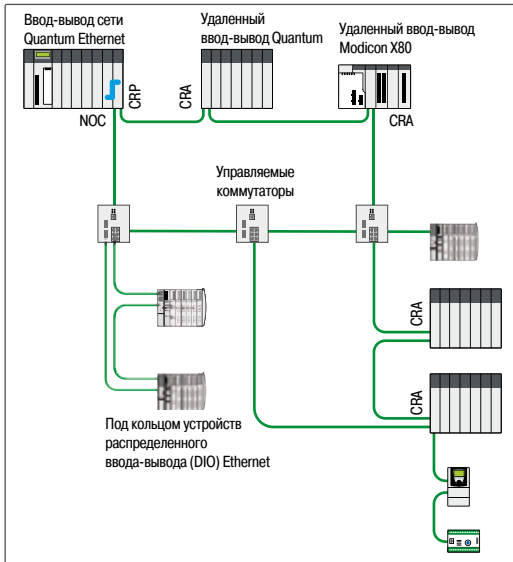 Ввод-вывод сети
Quantum Ethernet
Удаленный
ввод-вывод Quantum
Удаленный ввод-вывод
Modicon X80
CRP
CRA
NOC
CRA
Управляемые
коммутаторы
CRA
CRA
Под кольцом устройств
распределенного
ввода-вывода (DIO) Ethernet